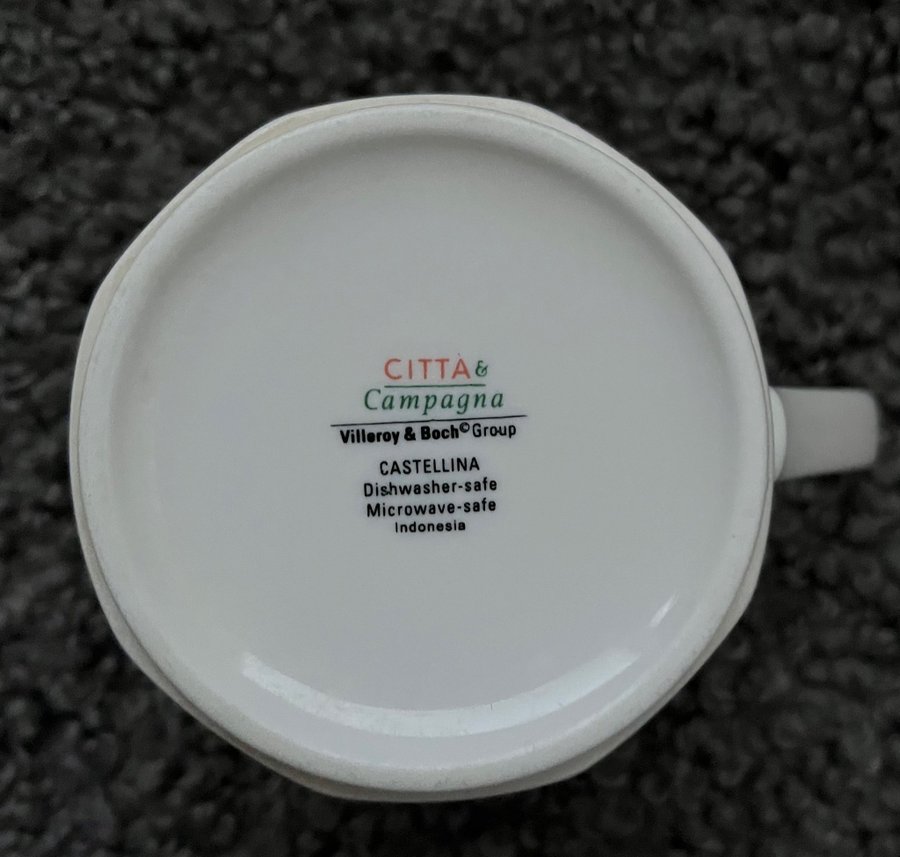 CITTÀ &
Campagna
Villeroy & Boch© Group
CASTELLINA
Dishwasher-safe
Microwave-safe
Indonesia